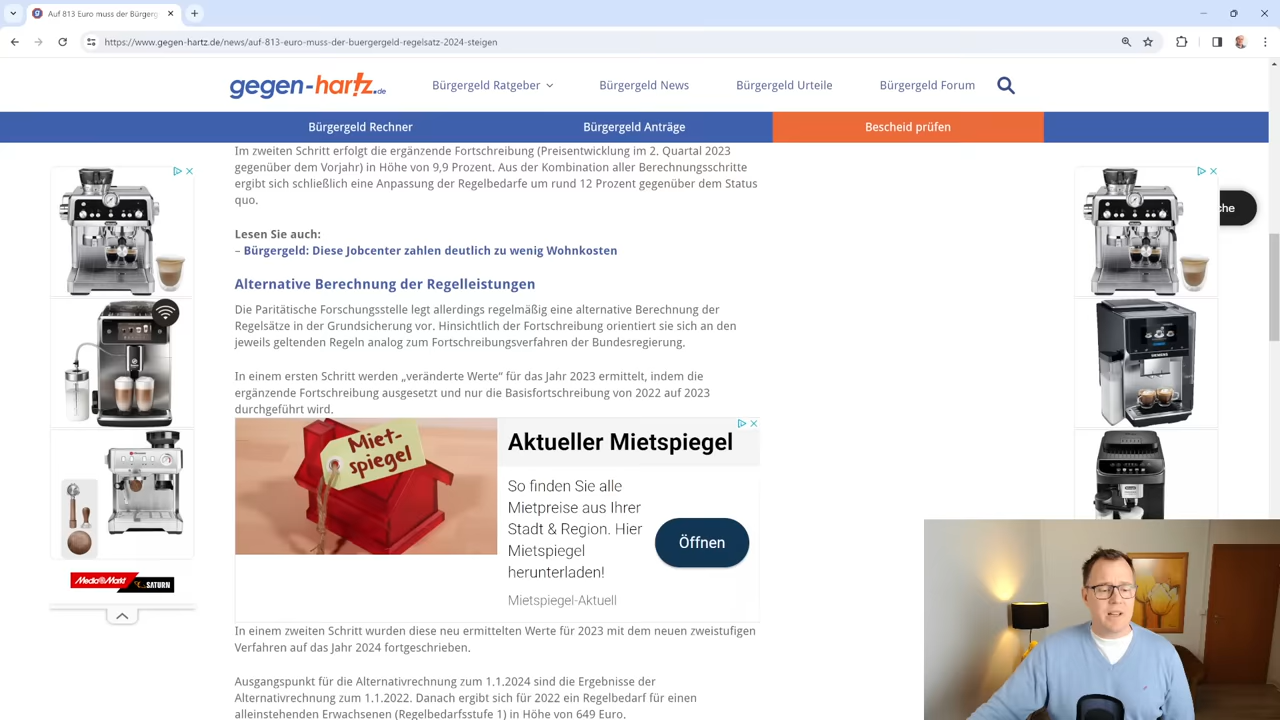 Auf 813 Euro muss der Bürgerg
https://www.gegen-hartz.de/news/auf-813-euro-muss-der-buergergeld-regelsatz-2024-steigen
gegen-hartz.de
Bürgergeld Ratgeber
Bürgergeld News
Bürgergeld Urteile
Bürgergeld Forum
Bürgergeld Rechner
Bürgergeld Anträge
Bescheid prüfen
Im zweiten Schritt erfolgt die ergänzende Fortschreibung (Preisentwicklung im 2. Quartal 2023
gegenüber dem Vorjahr) in Höhe von 9,9 Prozent. Aus der Kombination aller Berechnungsschritte
ergibt sich schließlich eine Anpassung der Regelbedarfe um rund 12 Prozent gegenüber dem Status
quo.
Lesen Sie auch:
– Bürgergeld: Diese Jobcenter zahlen deutlich zu wenig Wohnkosten
Alternative Berechnung der Regelleistungen
Die Paritätische Forschungsstelle legt allerdings regelmäßig eine alternative Berechnung der
Regelsätze in der Grundsicherung vor. Hinsichtlich der Fortschreibung orientiert sie sich an den
jeweils geltenden Regeln analog zum Fortschreibungsverfahren der Bundesregierung.
In einem ersten Schritt werden „veränderte Werte“ für das Jahr 2023 ermittelt, indem die
ergänzende Fortschreibung ausgesetzt und nur die Basisfortschreibung von 2022 auf 2023
durchgeführt wird.
Miet-
spiegel
Aktueller Mietspiegel
So finden Sie alle
Mietpreise aus Ihrer
Stadt & Region. Hier
Mietspiegel
herunterladen!
Öffnen
Mietspiegel-Aktuell
In einem zweiten Schritt wurden diese neu ermittelten Werte für 2023 mit dem neuen zweistufigen
Verfahren auf das Jahr 2024 fortgeschrieben.
Ausgangspunkt für die Alternativrechnung zum 1.1.2024 sind die Ergebnisse der
Alternativrechnung zum 1.1.2022. Danach ergibt sich für 2022 ein Regelbedarf für einen
alleinstehenden Erwachsenen (Regelbedarfsstufe 1) in Höhe von 649 Euro.
Media Markt
SATURN
che
SIEMENS